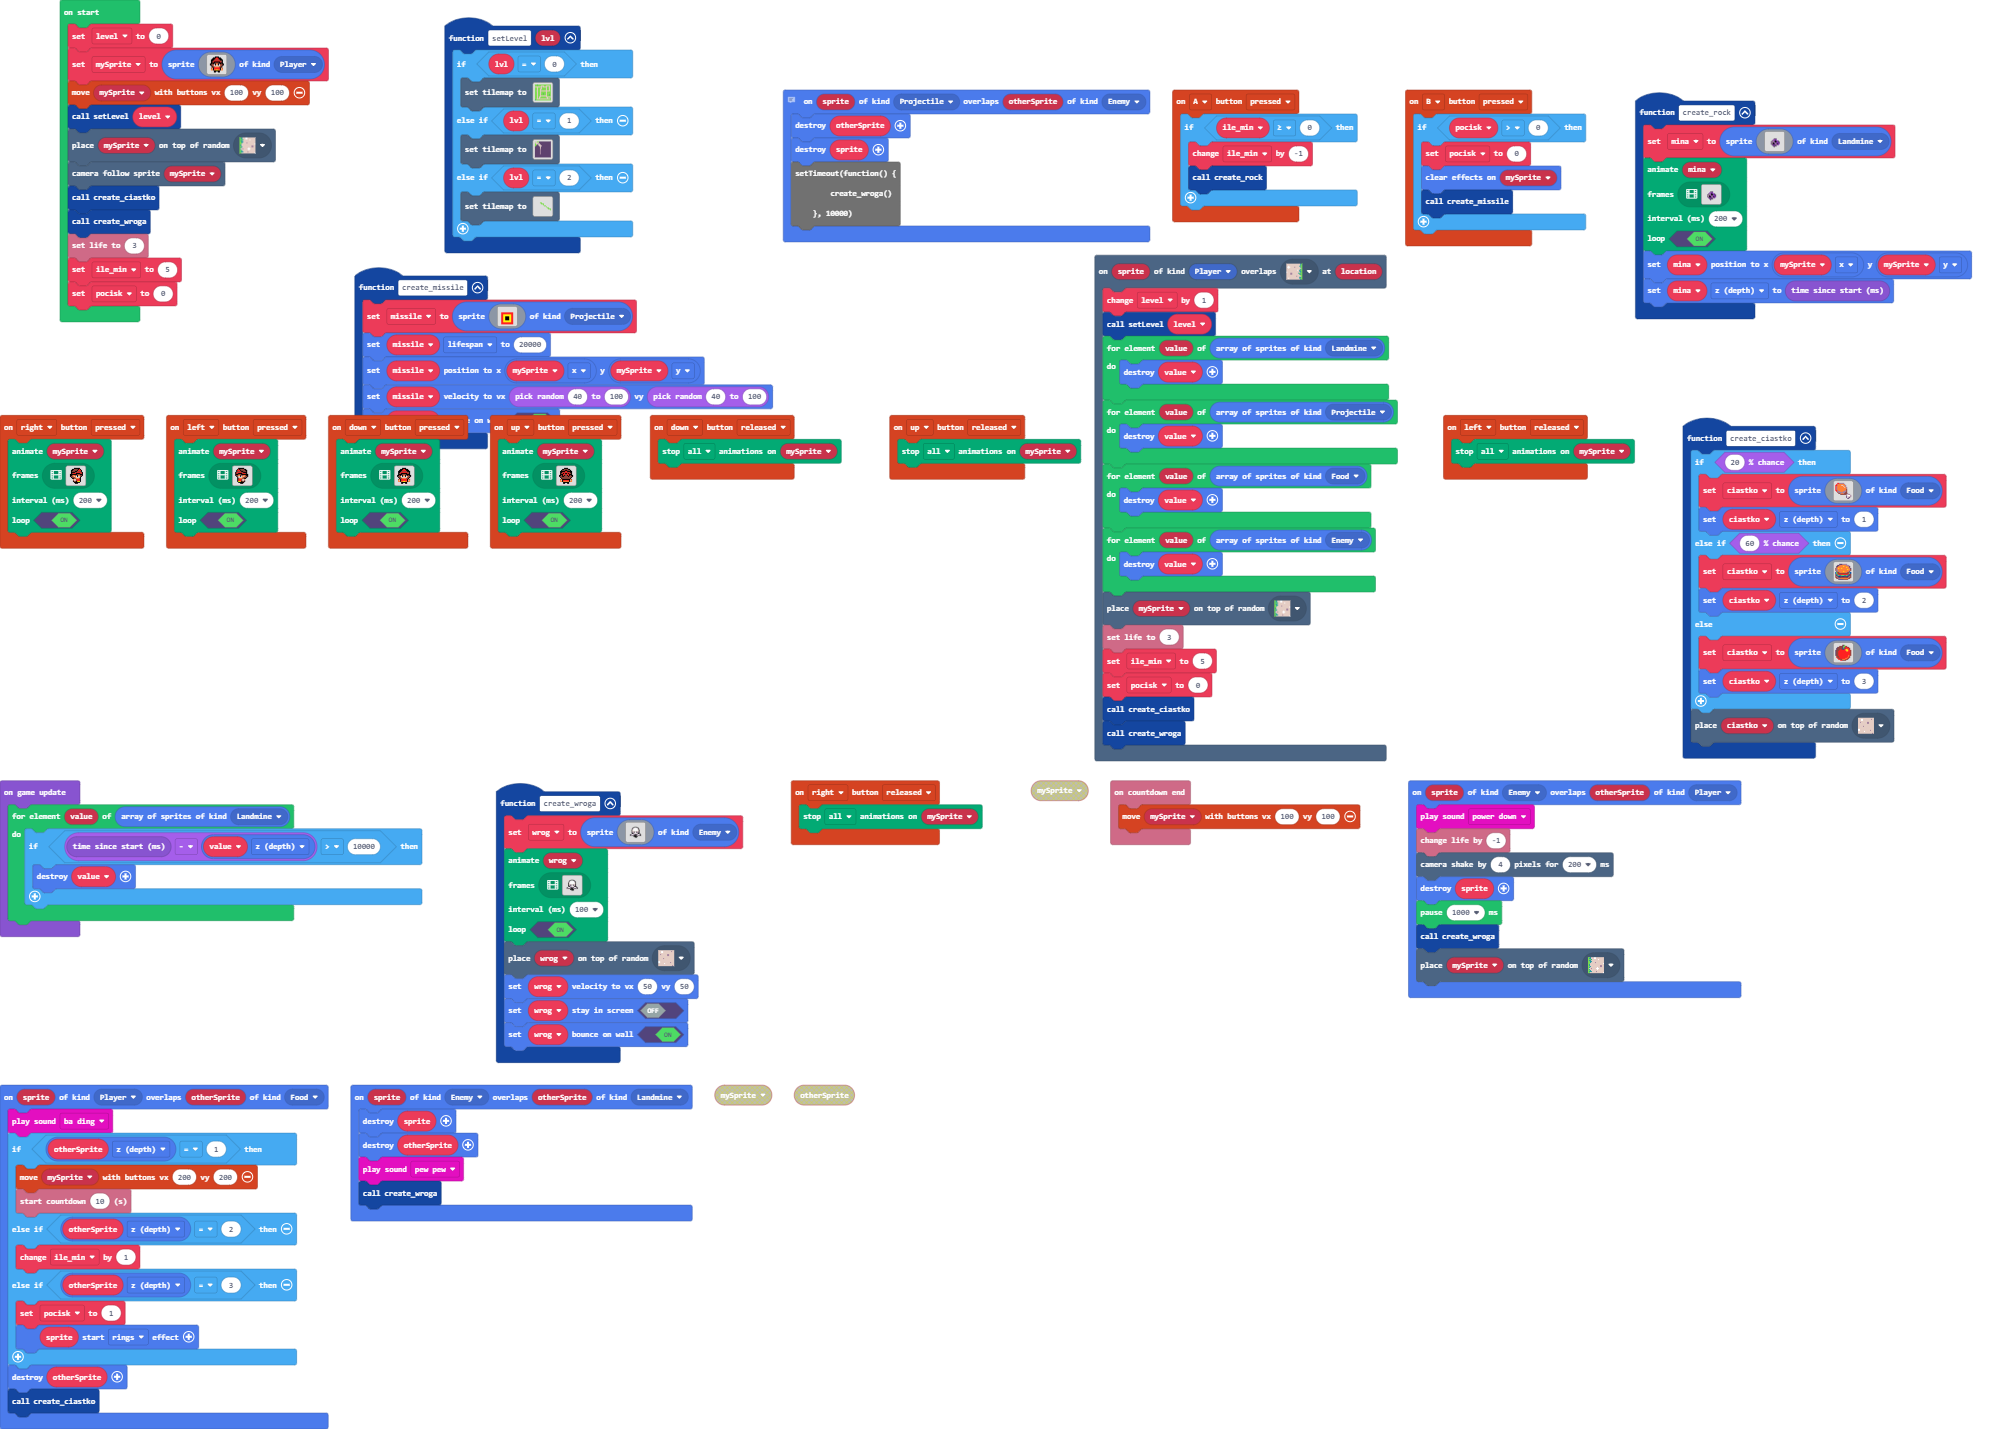 on start
set level to 0
set mySprite to sprite of kind Player
move mySprite with buttons vx 100 vy 100
call setLevel level
place mySprite on top of random
camera follow sprite mySprite
call create_ciastko
call create_wroga
set life to 3
set ile_min to 5
set pocisk to 0
function setLevel lvl
if lvl = 0 then
set tilemap to
else if lvl = 1 then
set tilemap to
else if lvl = 2 then
set tilemap to
on sprite of kind Projectile overlaps otherSprite of kind Enemy
destroy otherSprite
destroy sprite
setTimeout(function() {
create_wroga()
}, 10000)
on A button pressed
if ile_min ≥ 0 then
change ile_min by -1
call create_rock
on B button pressed
if pocisk > 0 then
set pocisk to 0
clear effects on mySprite
call create_missile
function create_rock
set mina to sprite of kind Landmine
animate mina
frames
interval (ms) 200
loop ON
set mina position to x mySprite x y mySprite y
set mina z (depth) to time since start (ms)
function create_missile
set missile to sprite of kind Projectile
set missile lifespan to 20000
set missile position to x mySprite x y mySprite y
set missile velocity to vx pick random 40 to 100 vy pick random 40 to 100
on right button pressed
animate mySprite
frames
interval (ms) 200
loop ON
on left button pressed
animate mySprite
frames
interval (ms) 200
loop ON
on down button pressed
animate mySprite
frames
interval (ms) 200
loop ON
on up button pressed
animate mySprite
frames
interval (ms) 200
loop ON
on down button released
stop all animations on mySprite
on up button released
stop all animations on mySprite
on sprite of kind Player overlaps at location
change level by 1
call setLevel level
for element value of array of sprites of kind Landmine
do destroy value
for element value of array of sprites of kind Projectile
do destroy value
for element value of array of sprites of kind Food
do destroy value
for element value of array of sprites of kind Enemy
do destroy value
place mySprite on top of random
set life to 3
set ile_min to 5
set pocisk to 0
call create_ciastko
call create_wroga
on left button released
stop all animations on mySprite
function create_ciastko
if 20 % chance then
set ciastko to sprite of kind Food
set ciastko z (depth) to 1
else if 60 % chance then
set ciastko to sprite of kind Food
set ciastko z (depth) to 2
else
set ciastko to sprite of kind Food
set ciastko z (depth) to 3
place ciastko on top of random
on game update
for element value of array of sprites of kind Landmine
do
if time since start (ms) - value z (depth) > 10000 then
destroy value
function create_wroga
set wrog to sprite of kind Enemy
animate wrog
frames
interval (ms) 100
loop ON
place wrog on top of random
set wrog velocity to vx 50 vy 50
set wrog stay in screen OFF
set wrog bounce on wall ON
on right button released
stop all animations on mySprite
mySprite
on countdown end
move mySprite with buttons vx 100 vy 100
on sprite of kind Enemy overlaps otherSprite of kind Player
play sound power down
change life by -1
camera shake by 4 pixels for 200 ms
destroy sprite
pause 1000 ms
call create_wroga
place mySprite on top of random
on sprite of kind Player overlaps otherSprite of kind Food
play sound ba ding
if otherSprite z (depth) = 1 then
move mySprite with buttons vx 200 vy 200
start countdown 10 (s)
else if otherSprite z (depth) = 2 then
change ile_min by 1
else if otherSprite z (depth) = 3 then
set pocisk to 1
sprite start rings effect
destroy otherSprite
call create_ciastko
on sprite of kind Enemy overlaps otherSprite of kind Landmine
destroy sprite
destroy otherSprite
play sound pew pew
call create_wroga
mySprite
otherSprite